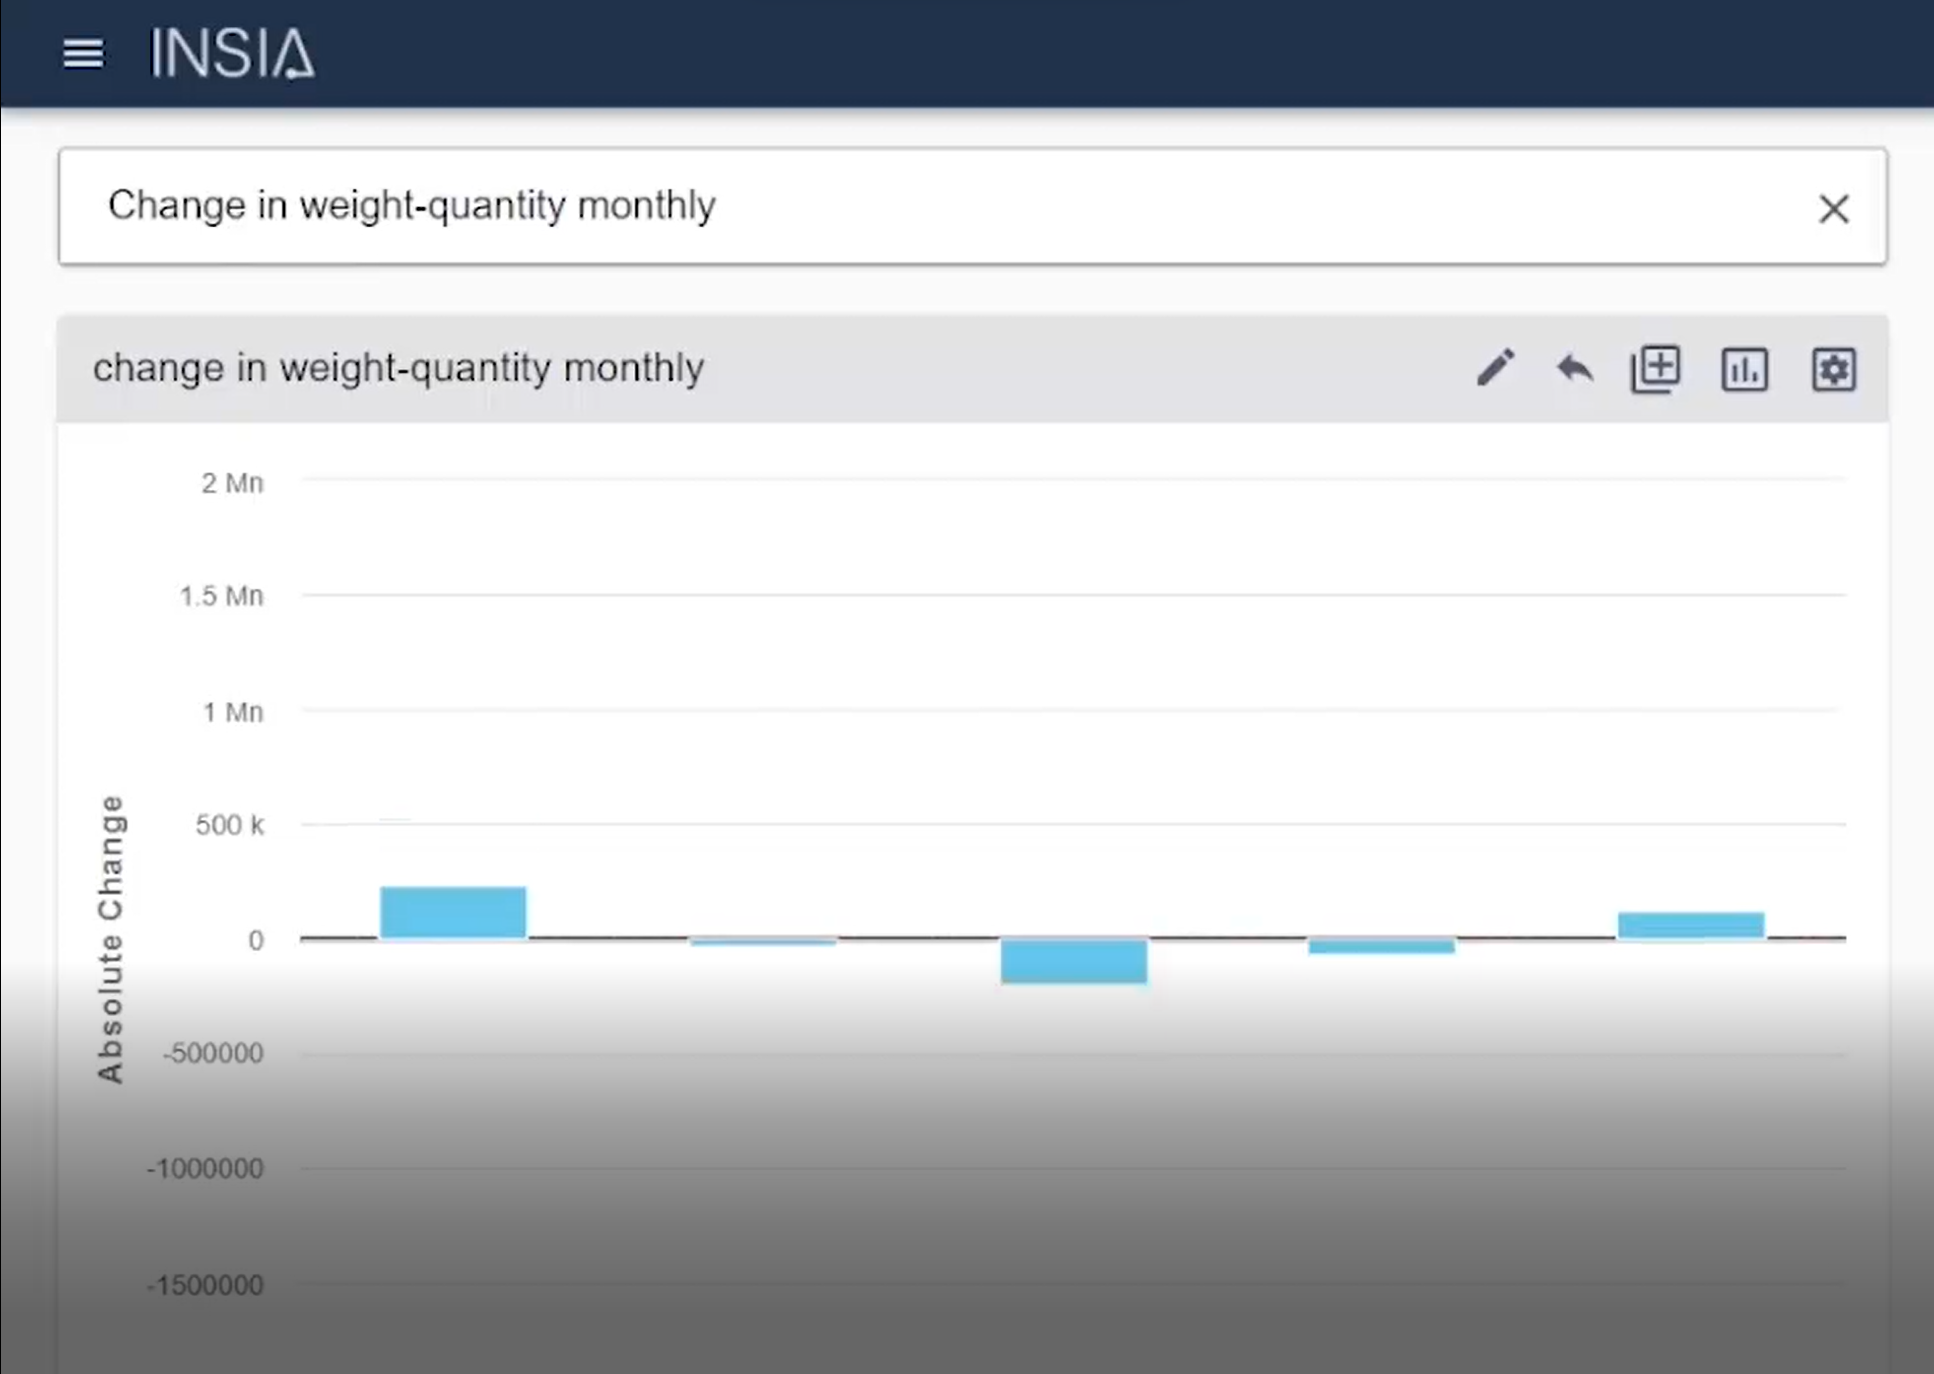 INSIA
Change in weight-quantity monthly
change in weight-quantity monthly
2 Mn
1.5 Mn
1 Mn
500 k
0
-500000
-1000000
-1500000
Absolute Change